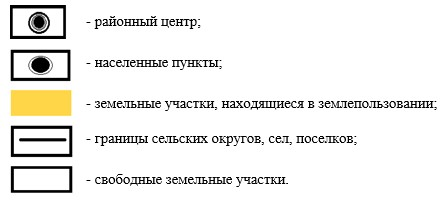 - районный центр;
- населенные пункты;
- земельные участки, находящиеся в землепользовании;
- границы сельских округов, сел, поселков;
- свободные земельные участки.